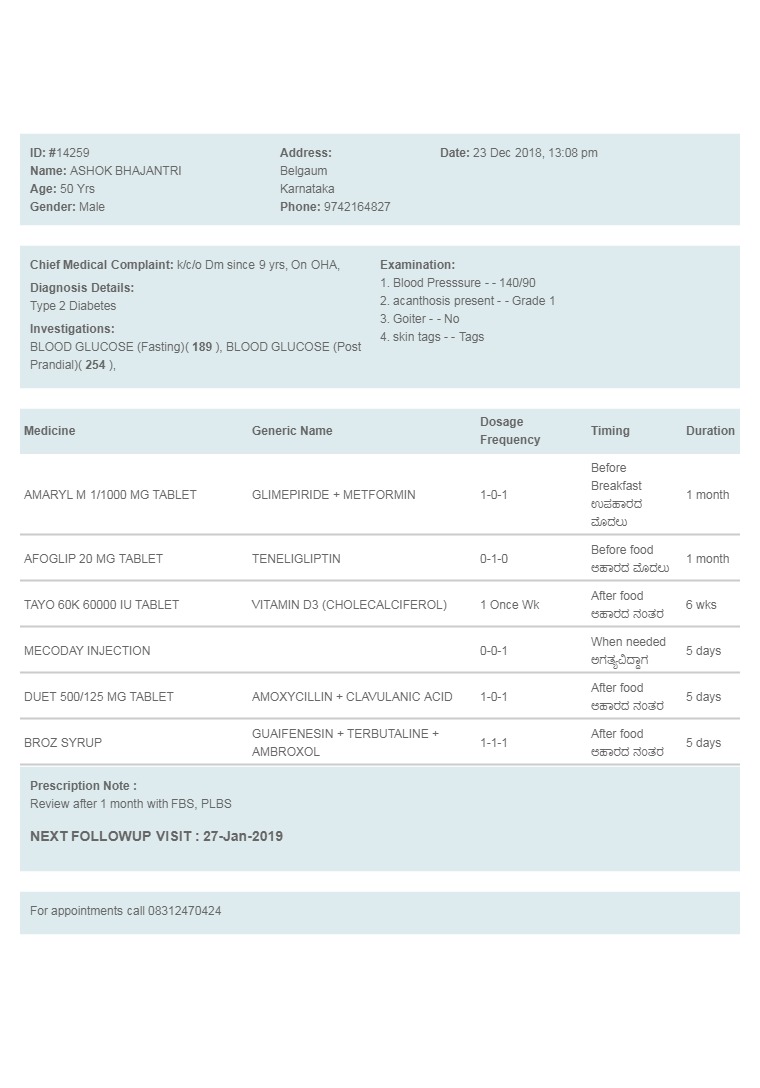 ID: #14259
Name: ASHOK BHAJANTRI
Age: 50 Yrs
Gender: Male
Address:
Belgaum
Karnataka
Phone: 9742164827
Date: 23 Dec 2018, 13:08 pm
Chief Medical Complaint: k/c/o Dm since 9 yrs, On OHA,
Diagnosis Details:
Type 2 Diabetes
Investigations:
BLOOD GLUCOSE (Fasting)( 189 ), BLOOD GLUCOSE (Post
Prandial)( 254 ),
Examination:
1. Blood Presssure - - 140/90
2. acanthosis present - - Grade 1
3. Goiter - - No
4. skin tags - - Tags
Medicine Generic Name Dosage Frequency Timing Duration
AMARYL M 1/1000 MG TABLET GLIMEPIRIDE + METFORMIN 1-0-1 Before Breakfast ಉಪಹಾರದ ಮೊದಲು 1 month
AFOGLIP 20 MG TABLET TENELIGLIPTIN 0-1-0 Before food ಅಹಾರದ ಮೊದಲು 1 month
TAYO 60K 60000 IU TABLET VITAMIN D3 (CHOLECALCIFEROL) 1 Once Wk After food ಅಹಾರದ ನಂತರ 6 wks
MECODAY INJECTION 0-0-1 When needed ಅಗತ್ಯವಿದ್ದಾಗ 5 days
DUET 500/125 MG TABLET AMOXYCILLIN + CLAVULANIC ACID 1-0-1 After food ಅಹಾರದ ನಂತರ 5 days
BROZ SYRUP GUAIFENESIN + TERBUTALINE + AMBROXOL 1-1-1 After food ಅಹಾರದ ನಂತರ 5 days
Prescription Note :
Review after 1 month with FBS, PLBS
NEXT FOLLOWUP VISIT : 27-Jan-2019
For appointments call 08312470424